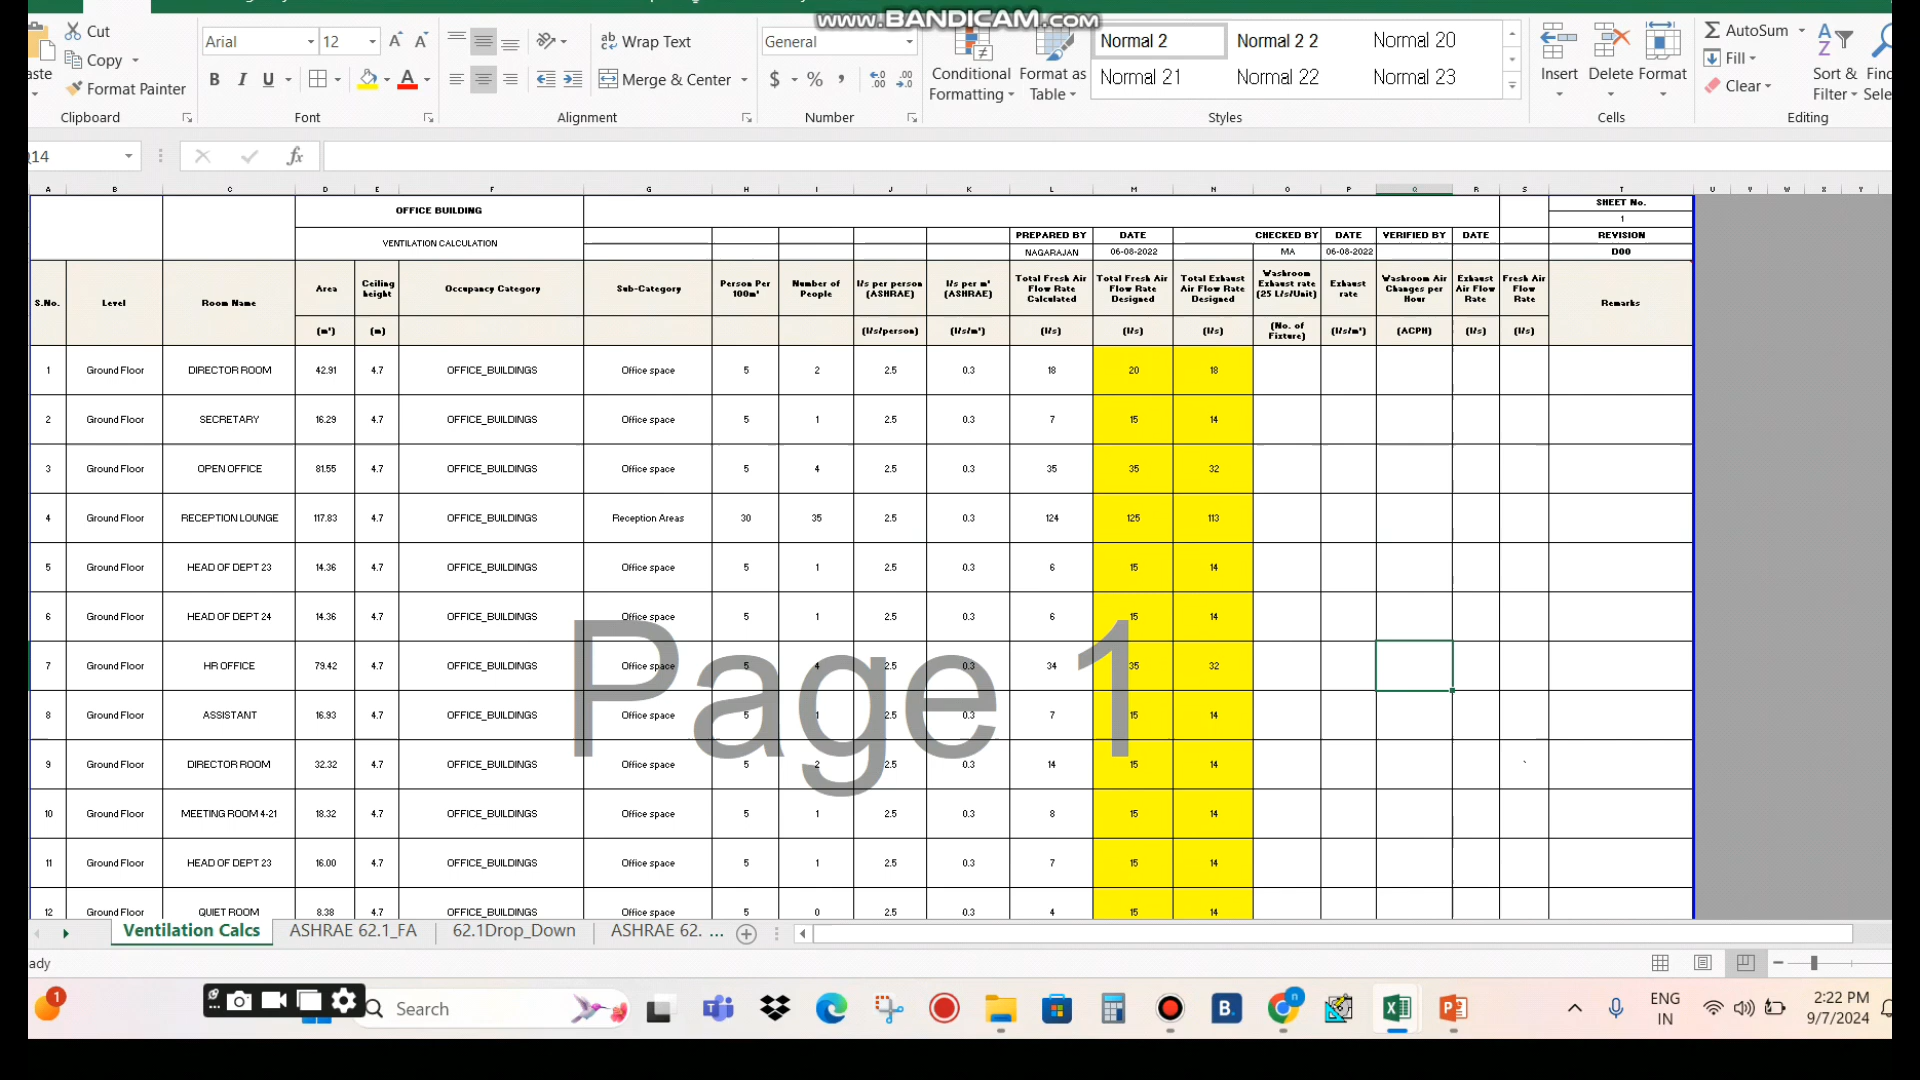 www.BANDICAM.com
Cut
Arial 12 Wrap Text General Normal 2 Normal 2 2 Normal 20 AutoSum
Copy Fill
Format Painter B I U Merge & Center $ % Conditional Formatting Format as Table Normal 21 Normal 22 Normal 23 Insert Delete Format Clear Sort & Filter
Clipboard Font Alignment Number Styles Cells Editing
fx
A B C D E F G H I J K L M N O P Q R S T U V W X Y
OFFICE BUILDING SHEET No.
1
VENTILATION CALCULATION PREPARED BY DATE CHECKED BY DATE VERIFIED BY DATE REVISION
NAGARAJAN 06-08-2022 MA 06-08-2022 D00
S.No. Level Room Name Area Ceiling height Occupancy Category Sub-Category Person Per 100m² Number of People l/s per person (ASHRAE) l/s per m² (ASHRAE) Total Fresh Air Flow Rate Calculated Total Fresh Air Flow Rate Designed Total Exhaust Air Flow Rate Designed Washroom Exhaust rate (25 L/s/Unit) Exhaust rate Washroom Air Changes per Hour Exhaust Air Flow Rate Fresh Air Flow Rate Remarks
(m²) (m) (l/s/person) (l/s/m²) (l/s) (l/s) (l/s) (No. of Fixture) (l/s/m²) (ACPH) (l/s) (l/s)
1 Ground Floor DIRECTOR ROOM 42.91 4.7 OFFICE_BUILDINGS Office space 5 2 2.5 0.3 18 20 18
2 Ground Floor SECRETARY 16.29 4.7 OFFICE_BUILDINGS Office space 5 1 2.5 0.3 7 15 14
3 Ground Floor OPEN OFFICE 81.55 4.7 OFFICE_BUILDINGS Office space 5 4 2.5 0.3 35 35 32
4 Ground Floor RECEPTION LOUNGE 117.83 4.7 OFFICE_BUILDINGS Reception Areas 30 35 2.5 0.3 124 125 113
5 Ground Floor HEAD OF DEPT 23 14.36 4.7 OFFICE_BUILDINGS Office space 5 1 2.5 0.3 6 15 14
6 Ground Floor HEAD OF DEPT 24 14.36 4.7 OFFICE_BUILDINGS Office space 5 1 2.5 0.3 6 15 14
7 Ground Floor HR OFFICE 79.42 4.7 OFFICE_BUILDINGS Office space 5 4 2.5 0.3 34 35 32
Page 1
8 Ground Floor ASSISTANT 16.93 4.7 OFFICE_BUILDINGS Office space 5 1 2.5 0.3 7 15 14
9 Ground Floor DIRECTOR ROOM 32.32 4.7 OFFICE_BUILDINGS Office space 5 2 2.5 0.3 14 15 14 `
10 Ground Floor MEETING ROOM 4-21 18.32 4.7 OFFICE_BUILDINGS Office space 5 1 2.5 0.3 8 15 14
11 Ground Floor HEAD OF DEPT 23 16.00 4.7 OFFICE_BUILDINGS Office space 5 1 2.5 0.3 7 15 14
12 Ground Floor QUIET ROOM 8.38 4.7 OFFICE_BUILDINGS Office space 5 0 2.5 0.3 4 15 14
Ventilation Calcs ASHRAE 62.1_FA 62.1Drop_Down ASHRAE 62. ...
ady
1 Search B. n ENG IN 2:22 PM
9/7/2024